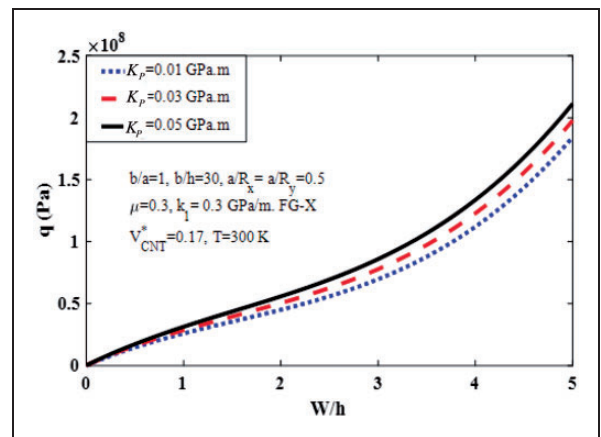 ×10⁸
2.5
2
1.5
1
0.5
0
q (Pa)
K_P=0.01 GPa.m
K_P=0.03 GPa.m
K_P=0.05 GPa.m
b/a=1, b/h=30, a/R_x= a/R_y=0.5
μ=0.3, k_1= 0.3 GPa/m. FG-X
V*_CNT=0.17, T=300 K
0 1 2 3 4 5
W/h